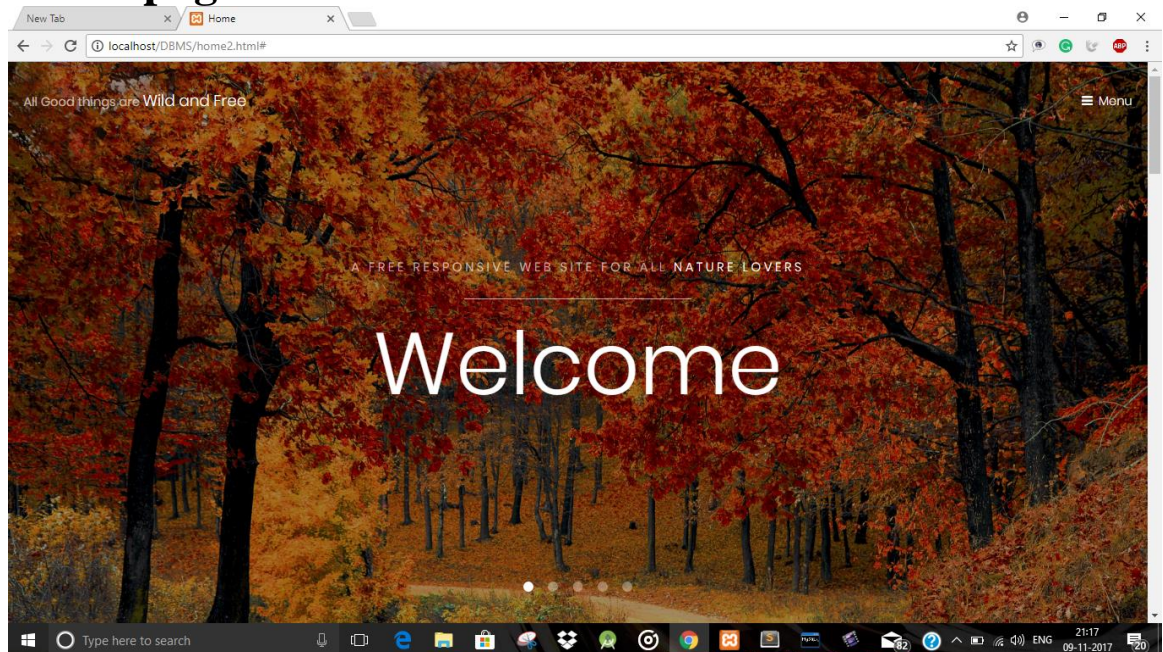 New Tab
Home
localhost/DBMS/home2.html#
ABP
All Good things are Wild and Free
Menu
A FREE RESPONSIVE WEB SITE FOR ALL NATURE LOVERS
Welcome
Type here to search
S
82
ENG
21:17
09-11-2017
20